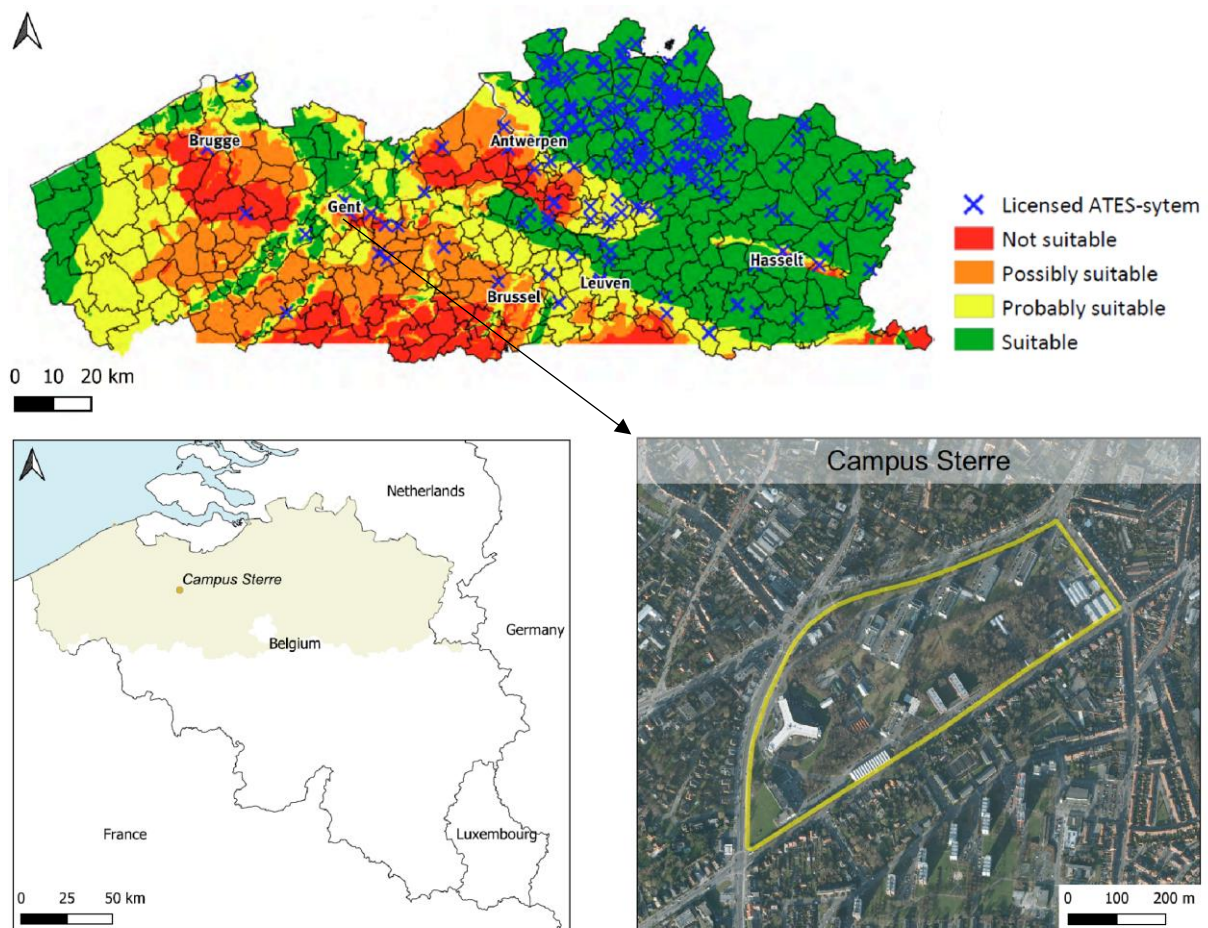 Brugge
Antwerpen
Gent
Hasselt
Leuven
Brussel
Licensed ATES-sytem
Not suitable
Possibly suitable
Probably suitable
Suitable
0 10 20 km
Netherlands
Campus Sterre
Germany
Belgium
France
Luxembourg
0 25 50 km
Campus Sterre
0 100 200 m